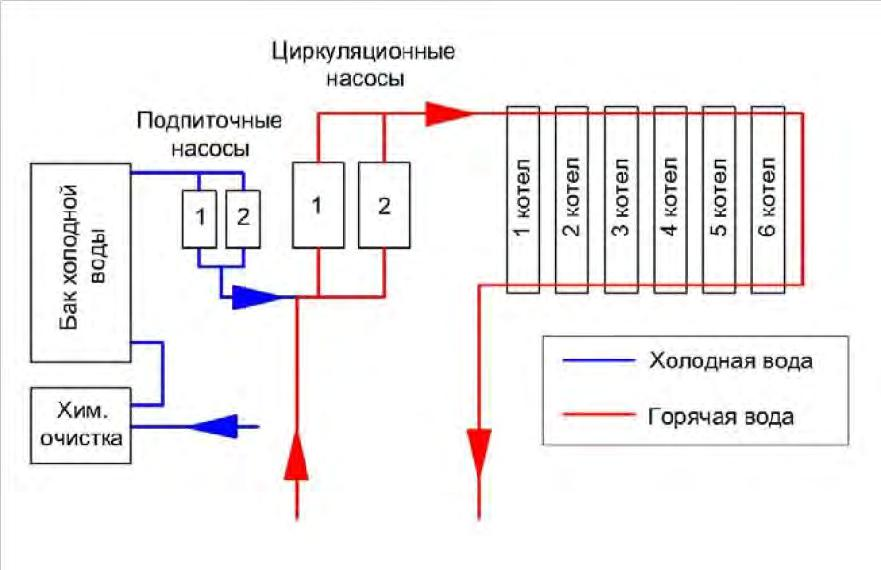 Циркуляционные
насосы
Подпиточные
насосы
Бак холодной
воды
1
2
1
2
1 котел
2 котел
3 котел
4 котел
5 котел
6 котел
Хим.
очистка
Холодная вода
Горячая вода